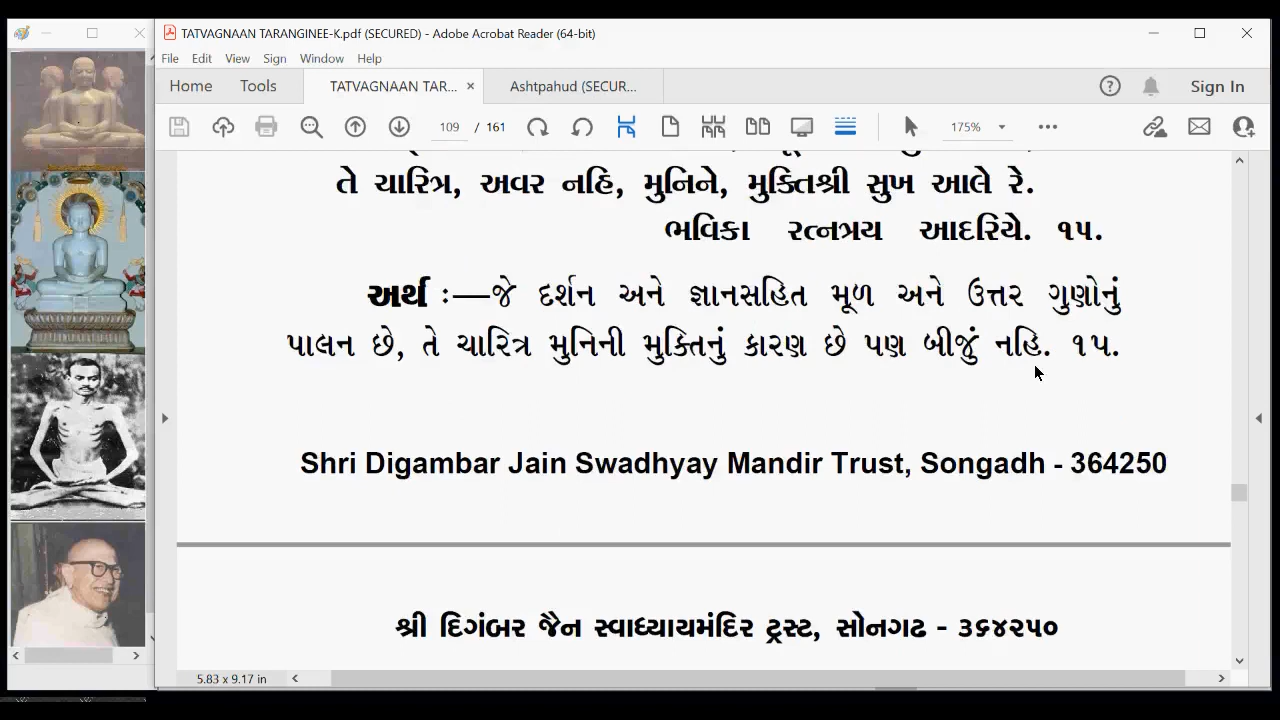 TATVAGNAAN TARANGINEE-K.pdf (SECURED) - Adobe Acrobat Reader (64-bit)
File Edit View Sign Window Help
Home Tools TATVAGNAAN TAR... × Ashtpahud (SECUR... Sign In
109 / 161 175%
તે ચારિત્ર, અવર નહિ, મુનિને, મુક્તિશ્રી સુખ આલે રે.
ભવિકા રત્નત્રય આદરિયે. ૧૫.
અર્થ :—જે દર્શન અને જ્ઞાનસહિત મૂળ અને ઉત્તર ગુણોનું
પાલન છે, તે ચારિત્ર મુનિની મુક્તિનું કારણ છે પણ બીજું નહિ. ૧૫.
Shri Digambar Jain Swadhyay Mandir Trust, Songadh - 364250
શ્રી દિગંબર જૈન સ્વાધ્યાયમંદિર ટ્રસ્ટ, સોનગઢ - ૩૬૪૨૫૦
5.83 x 9.17 in